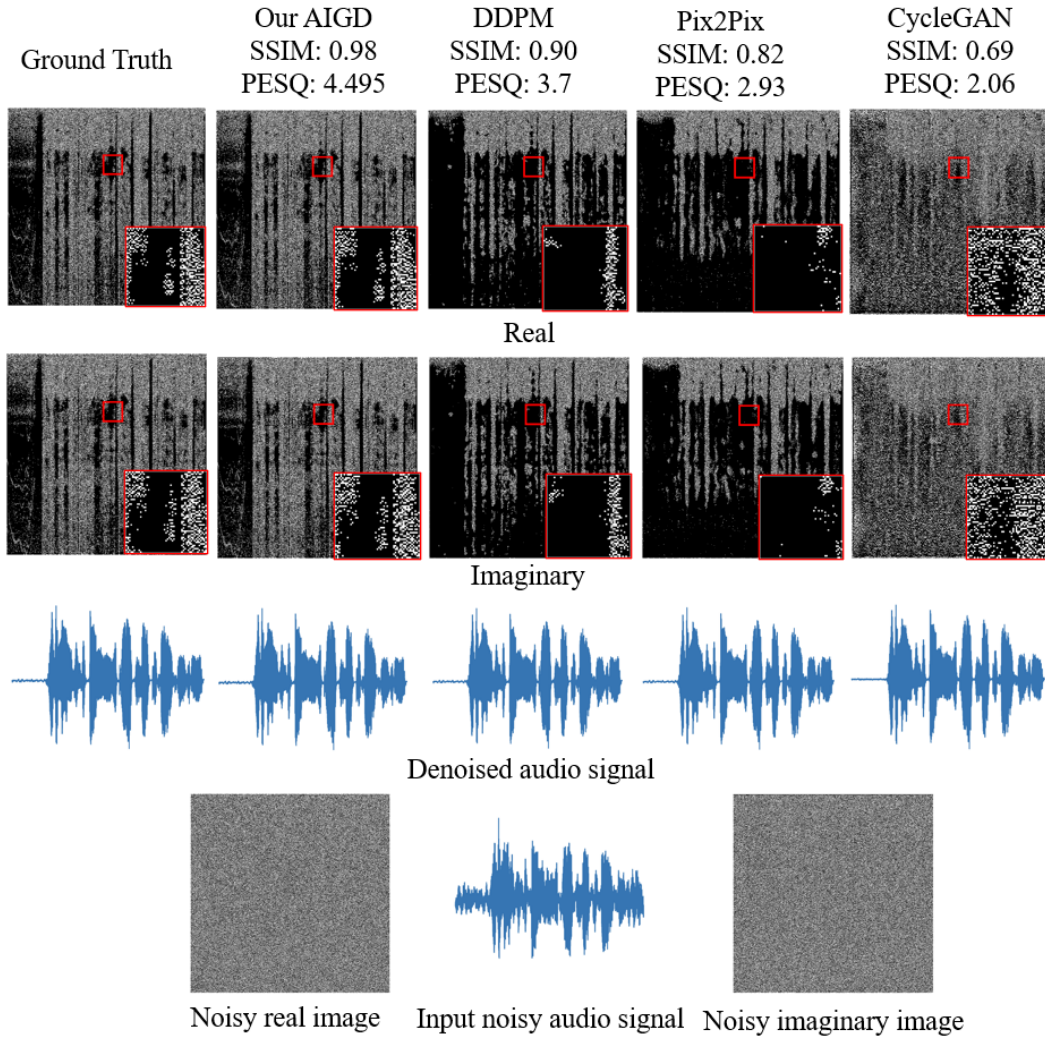 Ground Truth
Our AIGD
SSIM: 0.98
PESQ: 4.495
DDPM
SSIM: 0.90
PESQ: 3.7
Pix2Pix
SSIM: 0.82
PESQ: 2.93
CycleGAN
SSIM: 0.69
PESQ: 2.06
Real
Imaginary
Denoised audio signal
Noisy real image
Input noisy audio signal
Noisy imaginary image